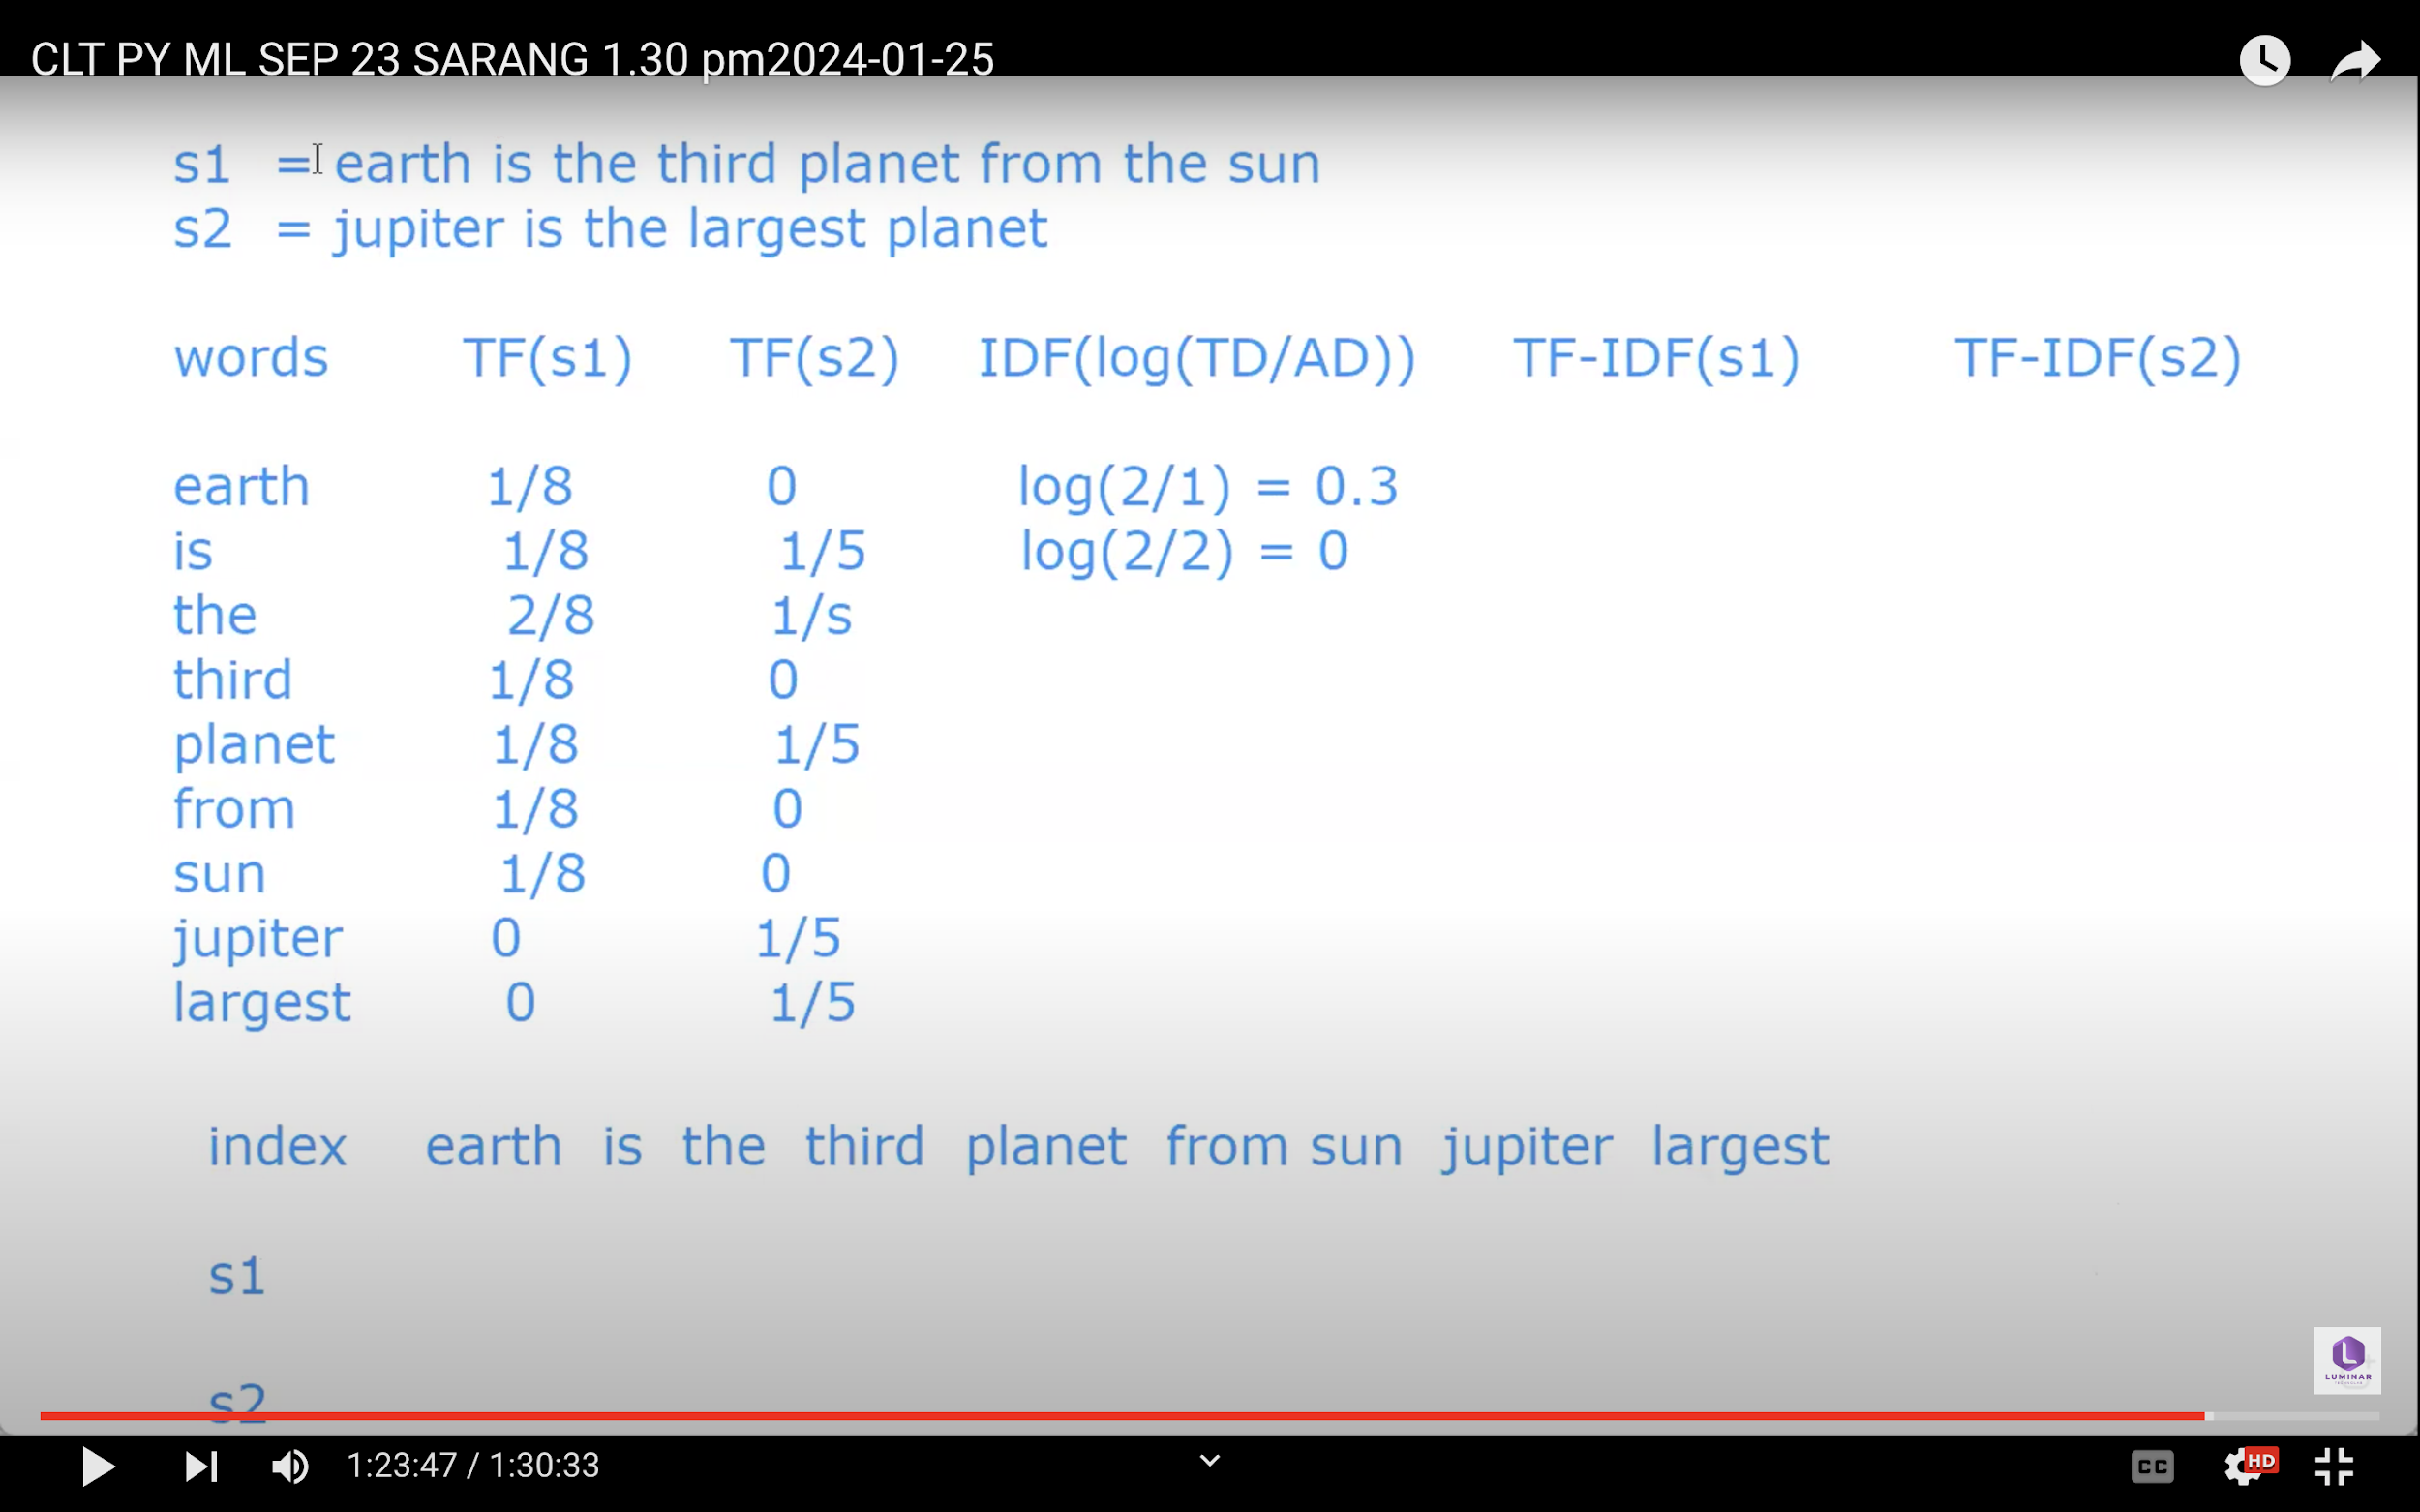 CLT PY ML SEP 23 SARANG 1.30 pm2024-01-25
s1 = earth is the third planet from the sun
s2 = jupiter is the largest planet
words TF(s1) TF(s2) IDF(log(TD/AD)) TF-IDF(s1) TF-IDF(s2)
earth 1/8 0 log(2/1) = 0.3
is 1/8 1/5 log(2/2) = 0
the 2/8 1/s
third 1/8 0
planet 1/8 1/5
from 1/8 0
sun 1/8 0
jupiter 0 1/5
largest 0 1/5
index earth is the third planet from sun jupiter largest
s1
L
LUMINAR
s2
1:23:47 / 1:30:33 CC HD